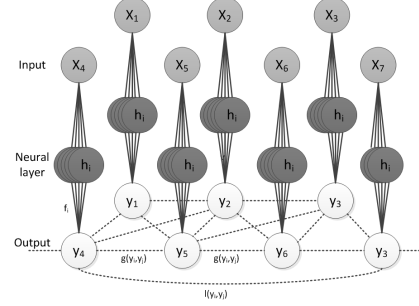 X₁ X₂ X₃
Input X₄ X₅ X₆ X₇
hᵢ hᵢ hᵢ
Neural layer hᵢ hᵢ hᵢ hᵢ
fᵢ y₁ y₂ y₃
Output y₄ y₅ y₆ y₃
g(yᵢ,yⱼ) g(yᵢ,yⱼ)
l(yᵢ,yⱼ)